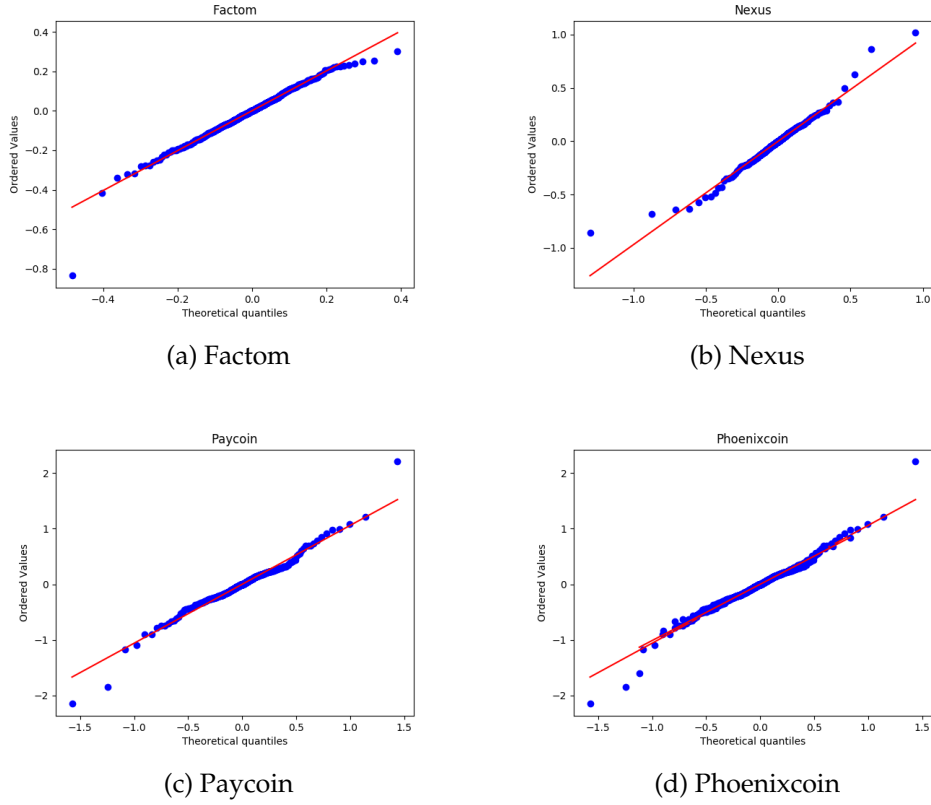 Factom
0.4
0.2
0.0
−0.2
−0.4
−0.6
−0.8
Ordered Values
−0.4
−0.2
0.0
0.2
0.4
Theoretical quantiles
(a) Factom
Nexus
1.0
0.5
0.0
−0.5
−1.0
Ordered Values
−1.0
−0.5
0.0
0.5
1.0
Theoretical quantiles
(b) Nexus
Paycoin
2
1
0
−1
−2
Ordered Values
−1.5
−1.0
−0.5
0.0
0.5
1.0
1.5
Theoretical quantiles
(c) Paycoin
Phoenixcoin
2
1
0
−1
−2
Ordered Values
−1.5
−1.0
−0.5
0.0
0.5
1.0
1.5
Theoretical quantiles
(d) Phoenixcoin